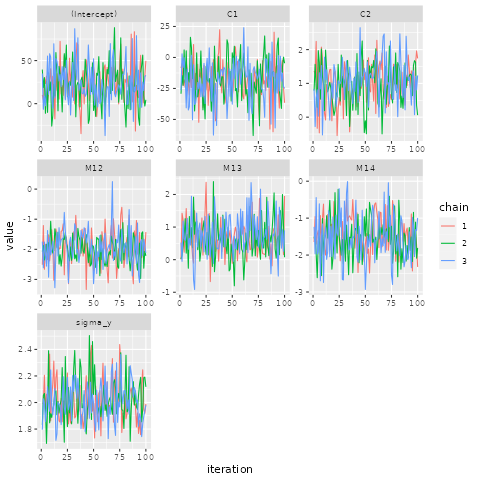 (Intercept) C1 C2
50 0 0 25 50 75 100
25 0 -25 -50 0 25 50 75 100
2 1 0 0 25 50 75 100
M12 M13 M14
0 -1 -2 -3 0 25 50 75 100
2 1 0 -1 0 25 50 75 100
0 -1 -2 -3 0 25 50 75 100
sigma_y
2.4 2.2 2.0 1.8 0 25 50 75 100
value
iteration
chain
1
2
3